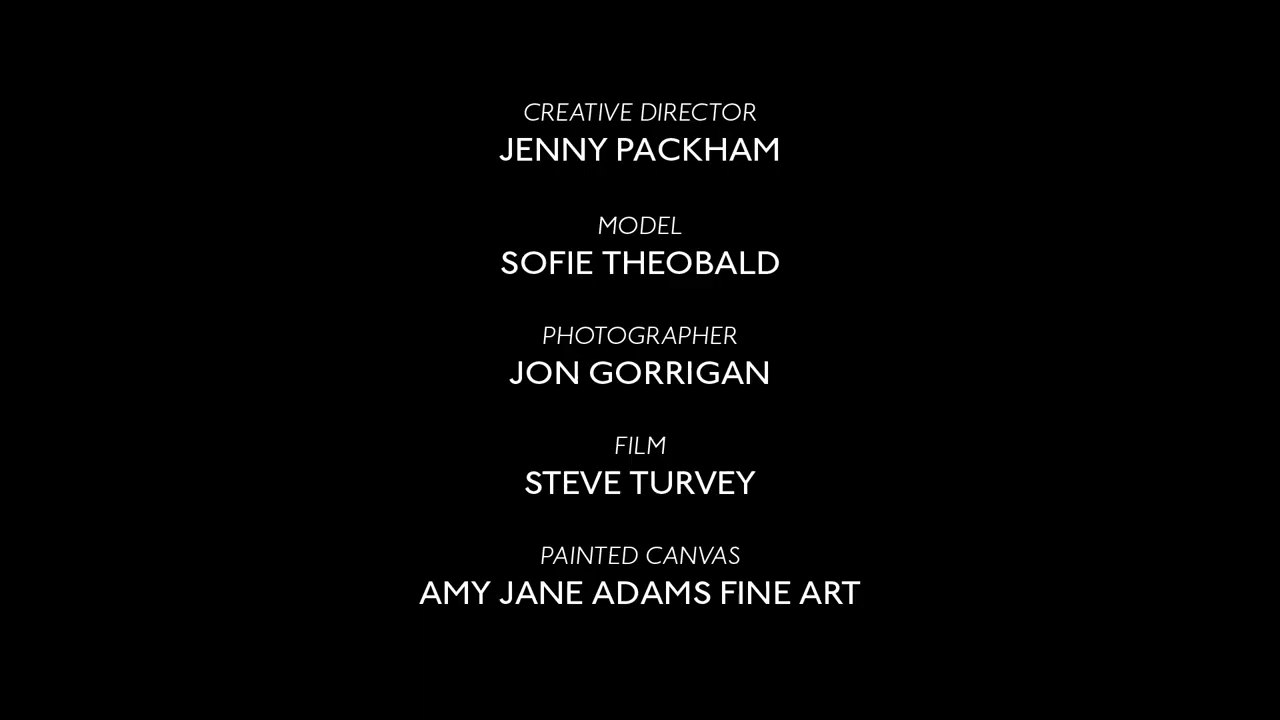 CREATIVE DIRECTOR
JENNY PACKHAM
MODEL
SOFIE THEOBALD
PHOTOGRAPHER
JON GORRIGAN
FILM
STEVE TURVEY
PAINTED CANVAS
AMY JANE ADAMS FINE ART